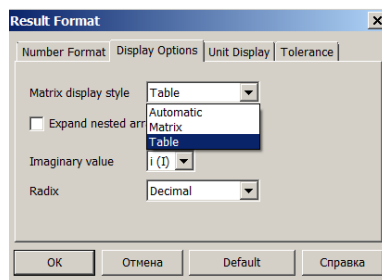 Result Format
Number Format Display Options Unit Display Tolerance
Matrix display style Table
Automatic
Expand nested arr
Matrix
Table
Imaginary value i (I)
Radix Decimal
ОК Отмена Default Справка